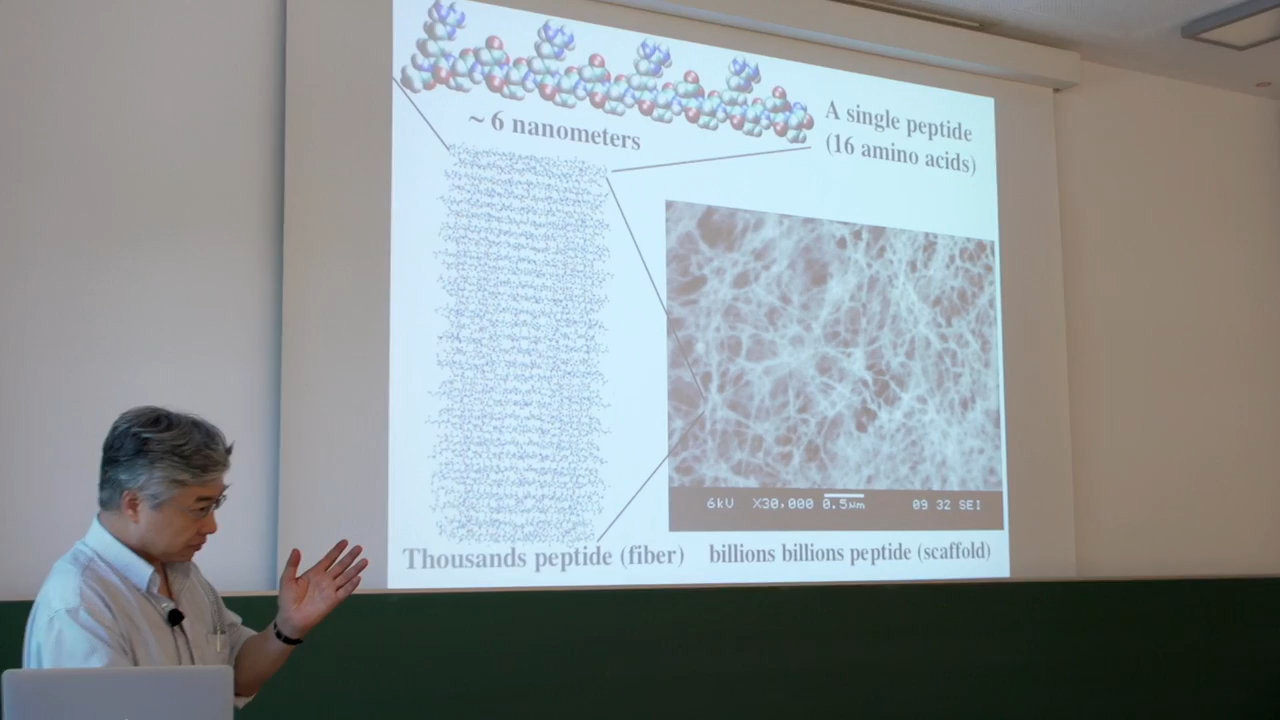 ~ 6 nanometers
A single peptide
(16 amino acids)
6kU X30,000 0.5µm 09 32 SEI
Thousands peptide (fiber)
billions billions peptide (scaffold)